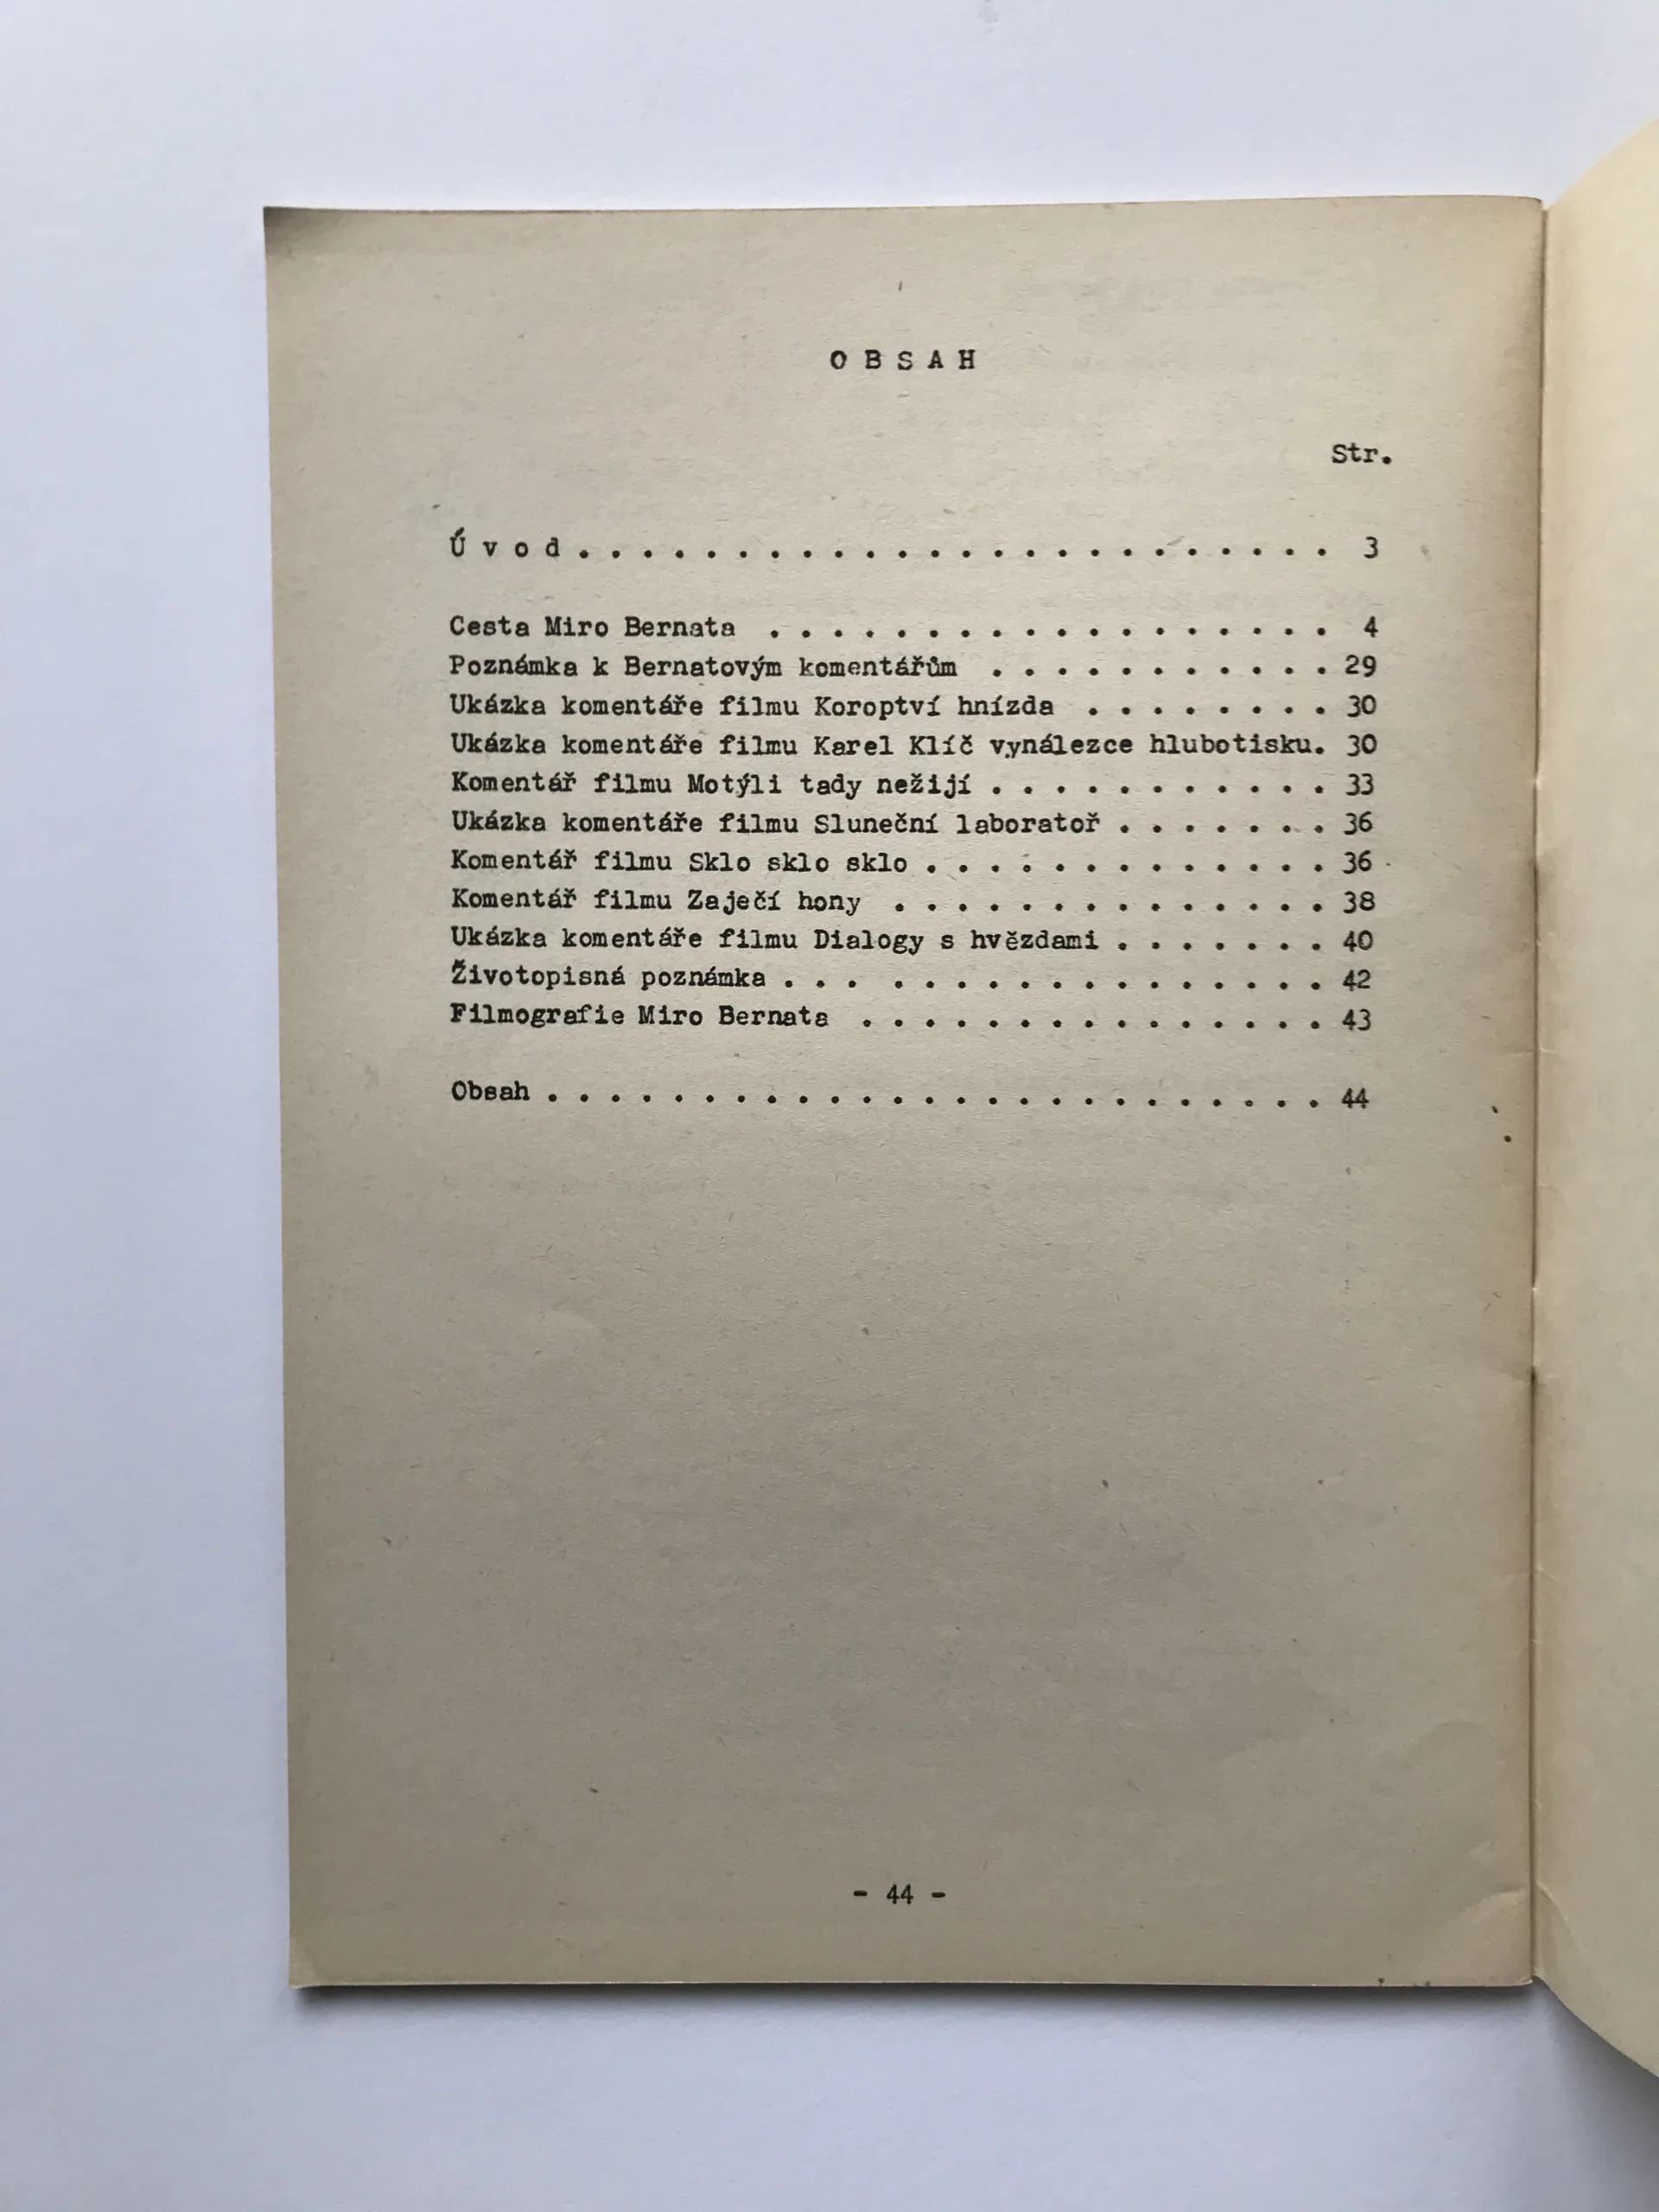 O B S A H
Str.
Ú v o d . . . . . . . . . . . . . . . . . . . . . . . . 3
Cesta Miro Bernata . . . . . . . . . . . . . . . . . . 4
Poznámka k Bernatovým komentářům . . . . . . . . . . . 29
Ukázka komentáře filmu Koroptví hnízda . . . . . . . . 30
Ukázka komentáře filmu Karel Klíč vynálezce hlubotisku. 30
Komentář filmu Motýli tady nežijí . . . . . . . . . . . 33
Ukázka komentáře filmu Sluneční laboratoř . . . . . . . 36
Komentář filmu Sklo sklo sklo . . . . . . . . . . . . . 36
Komentář filmu Zaječí hony . . . . . . . . . . . . . . 38
Ukázka komentáře filmu Dialogy s hvězdami . . . . . . . 40
Životopisná poznámka . . . . . . . . . . . . . . . . . 42
Filmografie Miro Bernata . . . . . . . . . . . . . . . 43
Obsah . . . . . . . . . . . . . . . . . . . . . . . . . 44
- 44 -